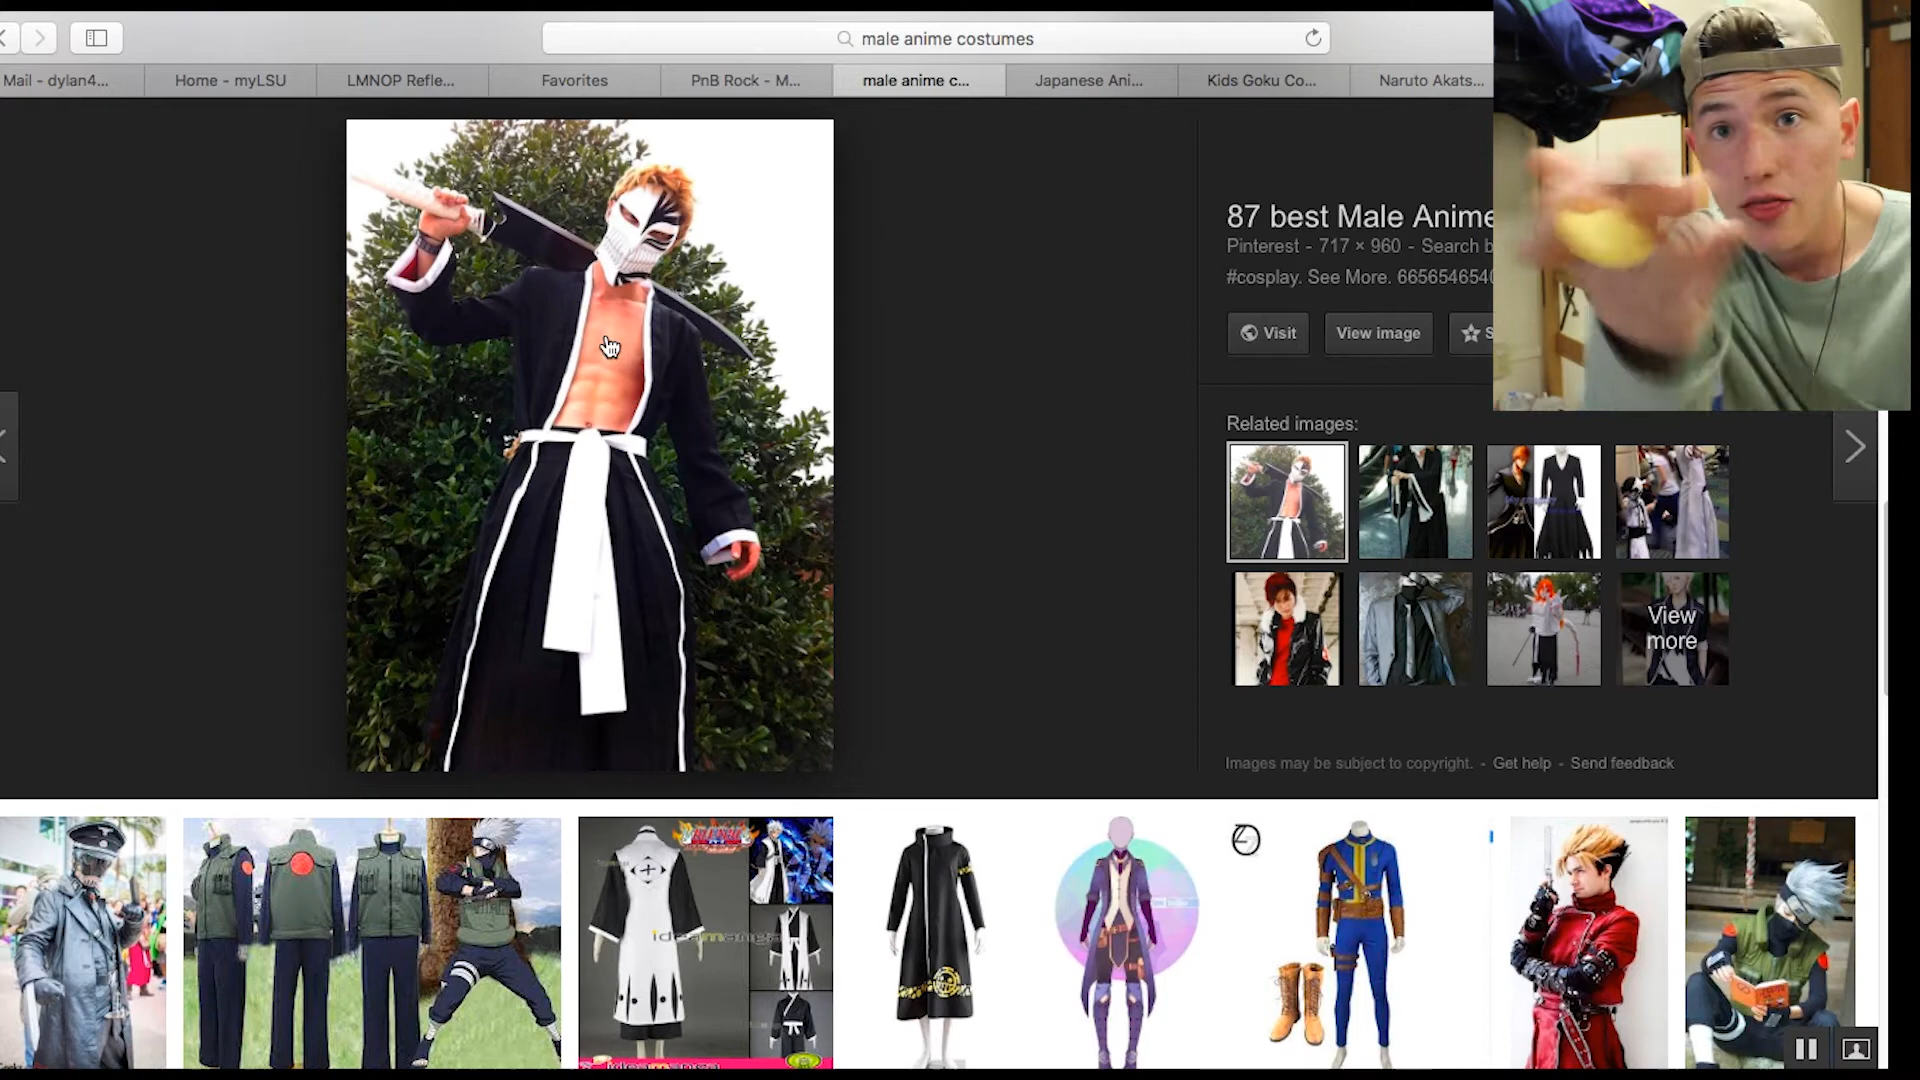 male anime costumes
Mail - dylan4...
Home - myLSU
LMNOP Refle...
Favorites
PnB Rock - M...
male anime c...
Japanese Ani...
Kids Goku Co...
Naruto Akats...
87 best Male Anime
Pinterest - 717 × 960 - Search b
#cosplay. See More. 6656546540
Visit
View image
S
Related images:
View
more
Images may be subject to copyright. - Get help - Send feedback
ideamanga